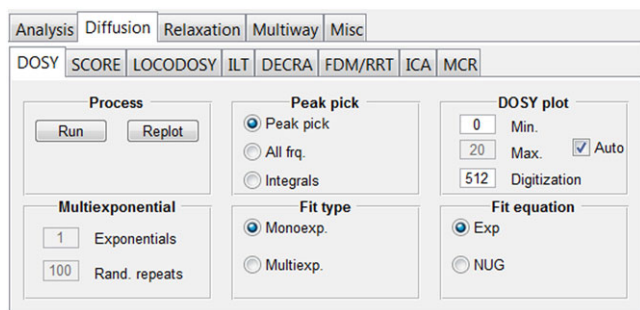 Analysis Diffusion Relaxation Multiway Misc
DOSY SCORE LOCODOSY ILT DECRA FDM/RRT ICA MCR
Process
Run Replot
Peak pick
Peak pick
All frq.
Integrals
DOSY plot
0 Min.
20 Max. Auto
512 Digitization
Multiexponential
1 Exponentials
100 Rand. repeats
Fit type
Monoexp.
Multiexp.
Fit equation
Exp
NUG